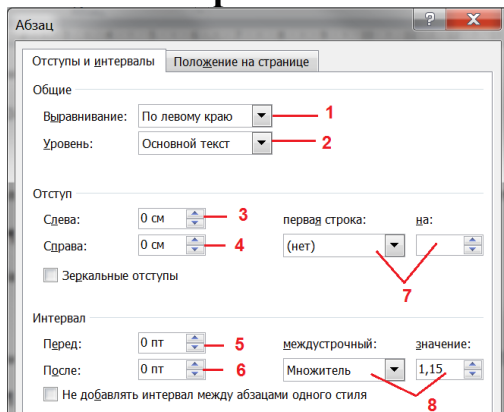 Абзац
Отступы и интервалы Положение на странице
Общие
Выравнивание: По левому краю 1
Уровень: Основной текст 2
Отступ
Слева: 0 см 3 первая строка: на:
Справа: 0 см 4 (нет)
Зеркальные отступы 7
Интервал
Перед: 0 пт 5 междустрочный: значение:
После: 0 пт 6 Множитель 1,15
Не добавлять интервал между абзацами одного стиля 8